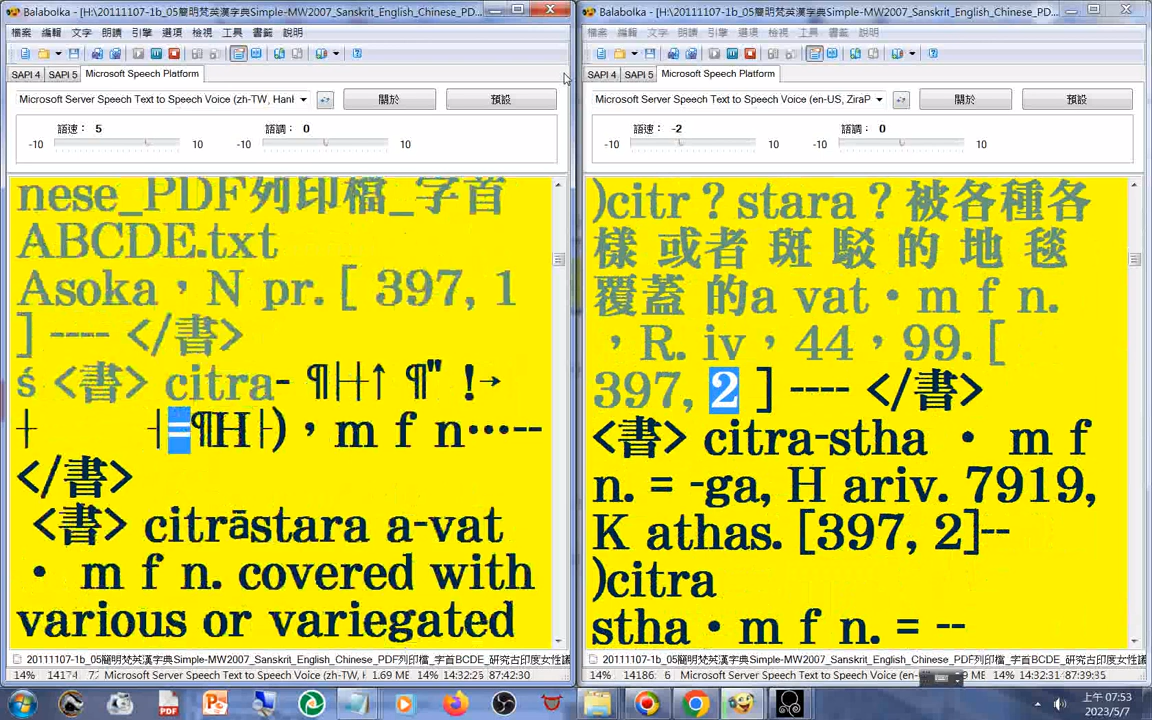 Balabolka - [H:\20111107-1b_05簡明梵英漢字典Simple-MW2007_Sanskrit_English_Chinese_PD...
檔案 編輯 文字 朗讀 引擎 選項 檢視 工具 書籤 說明
SAPI 4 SAPI 5 Microsoft Speech Platform
Microsoft Server Speech Text to Speech Voice (zh-TW, HanH 關於 預設
語速： 5 語調： 0
-10 10 -10 10
nese_PDF列印檔_字首
ABCDE.txt
Asoka，N pr. [ 397, 1
] ---- </書>
ś <書> citra- ¶├┼↑ ¶" !→
┼ ┤=¶H├)，m f n…--
</書>
<書> citrāstara a-vat
• m f n. covered with
various or variegated
20111107-1b_05簡明梵英漢字典Simple-MW2007_Sanskrit_English_Chinese_PDF列印檔_字首BCDE_研究古印度女性議
14% 14174 Microsoft Server Speech Text to Speech Voice (zh-TW, H 1.69 MB 14% 14:32:25 87:42:30
Balabolka - [H:\20111107-1b_05簡明梵英漢字典Simple-MW2007_Sanskrit_English_Chinese_PD...
檔案 編輯 文字 朗讀 引擎 選項 檢視 工具 書籤 說明
SAPI 4 SAPI 5 Microsoft Speech Platform
Microsoft Server Speech Text to Speech Voice (en-US, ZiraP 關於 預設
語速： -2 語調： 0
-10 10 -10 10
)citr？stara？被各種各
樣 或者 斑 駁 的 地 毯
覆蓋 的a vat•m f n.
，R. iv，44，99. [
397, 2 ] ---- </書>
<書> citra-stha • m f
n. = -ga, H ariv. 7919,
K athas. [397, 2]--
)citra
stha•m f n. = --
20111107-1b_05簡明梵英漢字典Simple-MW2007_Sanskrit_English_Chinese_PDF列印檔_字首BCDE_研究古印度女性
14% 14186: 6 Microsoft Server Speech Text to Speech Voice (en-US, 14% 14:32:31 87:39:35
PDF
上午 07:53
2023/5/7